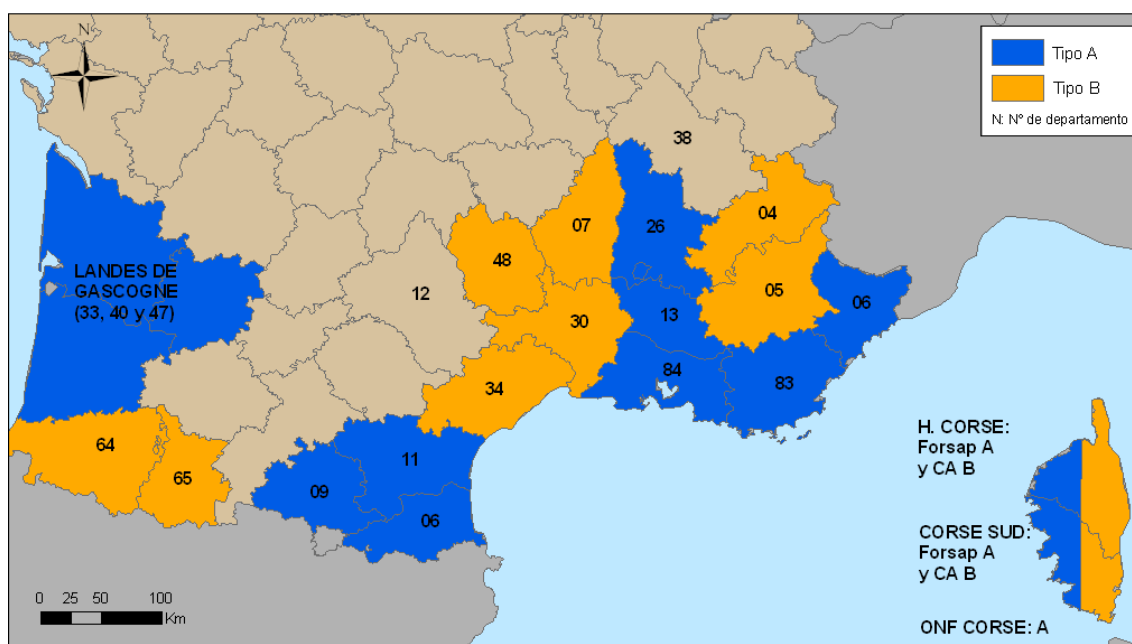 N
Tipo A
Tipo B
N: Nº de departamento
38
07
26
04
48
LANDES DE
GASCOGNE
(33, 40 y 47)
12
05
06
30
13
84
83
34
64
65
11
09
06
H. CORSE:
Forsap A
y CA B
CORSE SUD:
Forsap A
y CA B
ONF CORSE: A
0 25 50 100
Km